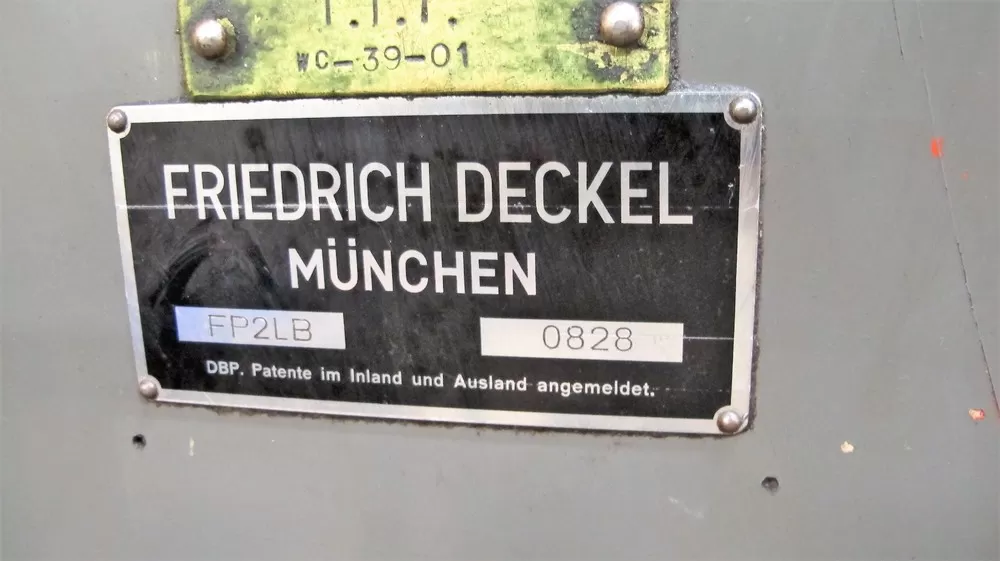 WC-39-01
FRIEDRICH DECKEL
MÜNCHEN
FP2LB 0828
DBP. Patente im Inland und Ausland angemeldet.